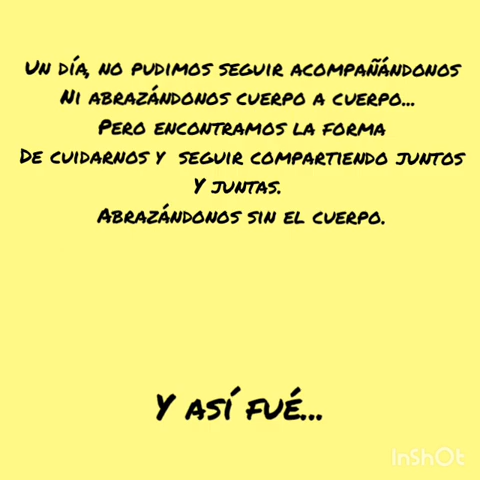 Un día, no pudimos seguir acompañándonos
Ni abrazándonos cuerpo a cuerpo...
Pero encontramos la forma
De cuidarnos y seguir compartiendo juntos
Y juntas.
Abrazándonos sin el cuerpo.
Y así fué...
InShOt